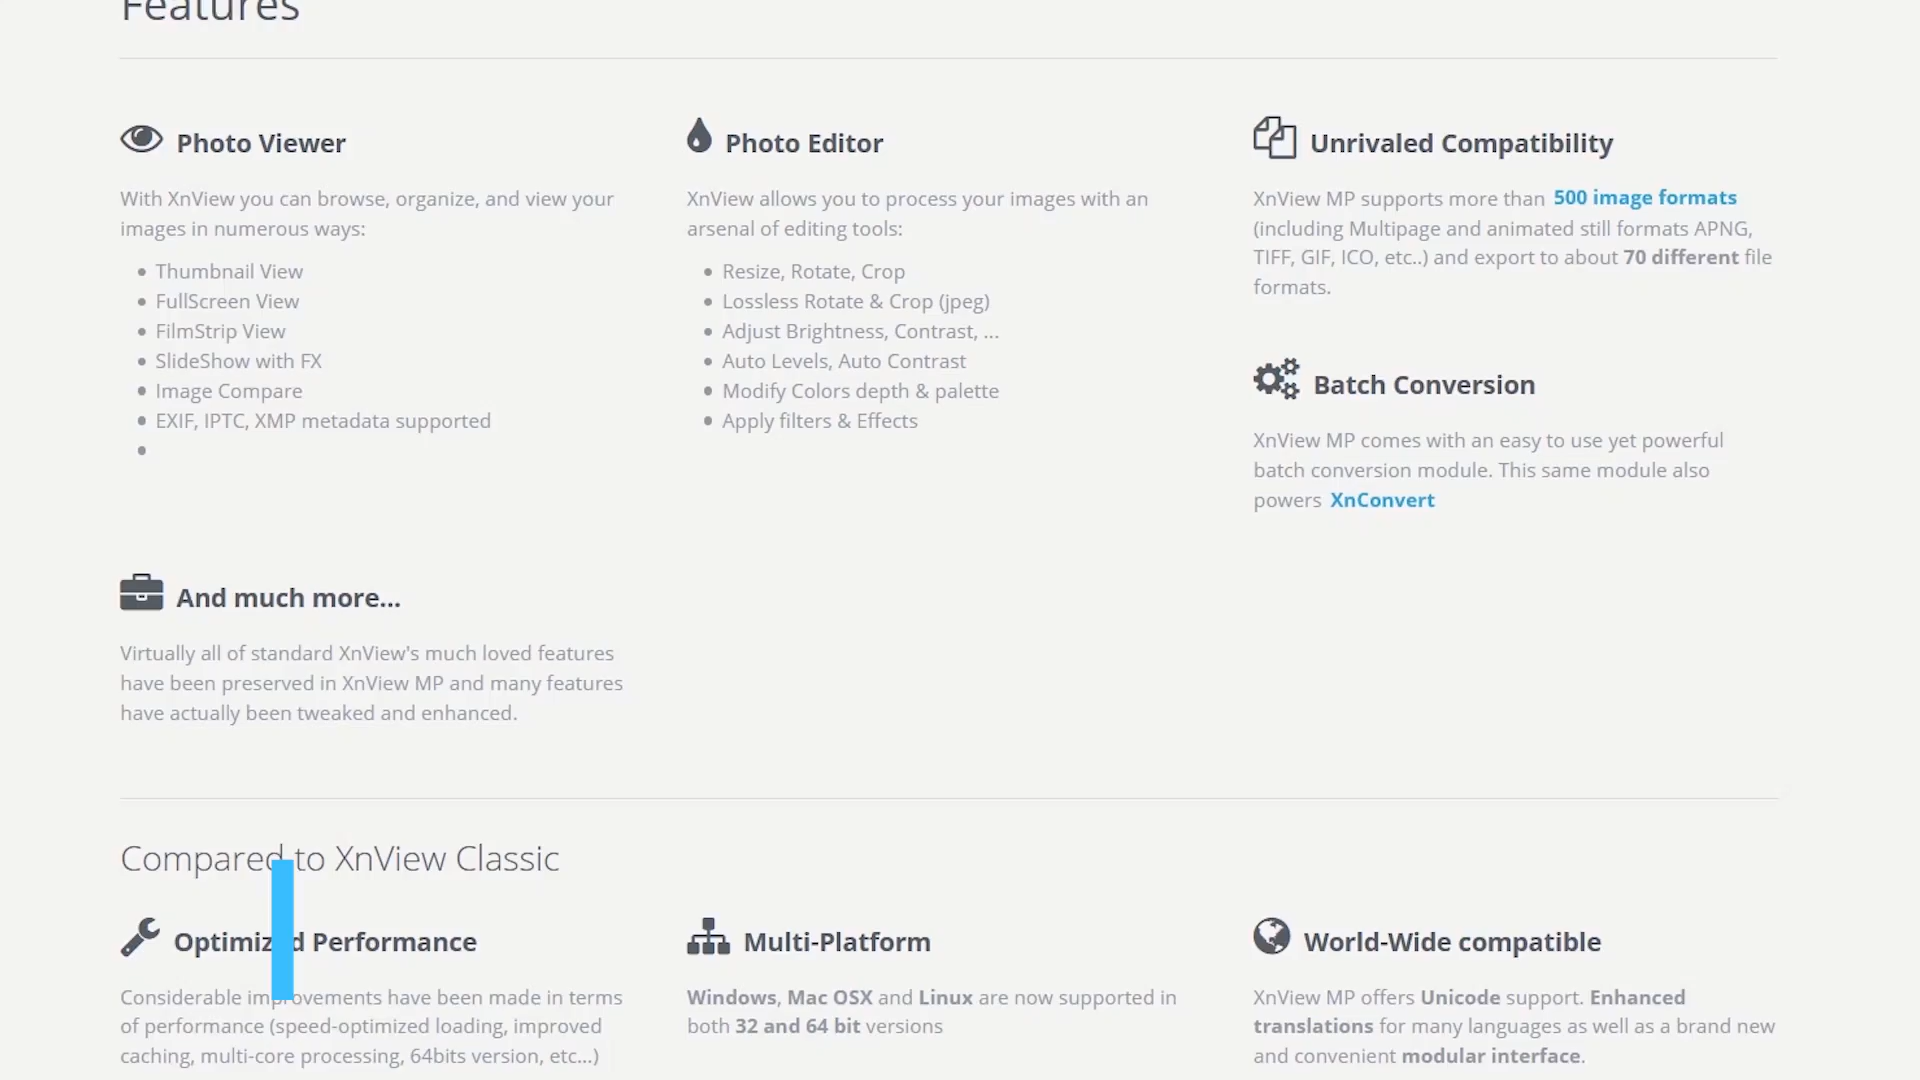 Features
Photo Viewer
With XnView you can browse, organize, and view your
images in numerous ways:
Thumbnail View
FullScreen View
FilmStrip View
SlideShow with FX
Image Compare
EXIF, IPTC, XMP metadata supported
Photo Editor
XnView allows you to process your images with an
arsenal of editing tools:
Resize, Rotate, Crop
Lossless Rotate & Crop (jpeg)
Adjust Brightness, Contrast, ...
Auto Levels, Auto Contrast
Modify Colors depth & palette
Apply filters & Effects
Unrivaled Compatibility
XnView MP supports more than 500 image formats
(including Multipage and animated still formats APNG,
TIFF, GIF, ICO, etc..) and export to about 70 different file
formats.
Batch Conversion
XnView MP comes with an easy to use yet powerful
batch conversion module. This same module also
powers XnConvert
And much more...
Virtually all of standard XnView's much loved features
have been preserved in XnView MP and many features
have actually been tweaked and enhanced.
Compared to XnView Classic
Optimized Performance
Considerable improvements have been made in terms
of performance (speed-optimized loading, improved
caching, multi-core processing, 64bits version, etc...)
Multi-Platform
Windows, Mac OSX and Linux are now supported in
both 32 and 64 bit versions
World-Wide compatible
XnView MP offers Unicode support. Enhanced
translations for many languages as well as a brand new
and convenient modular interface.